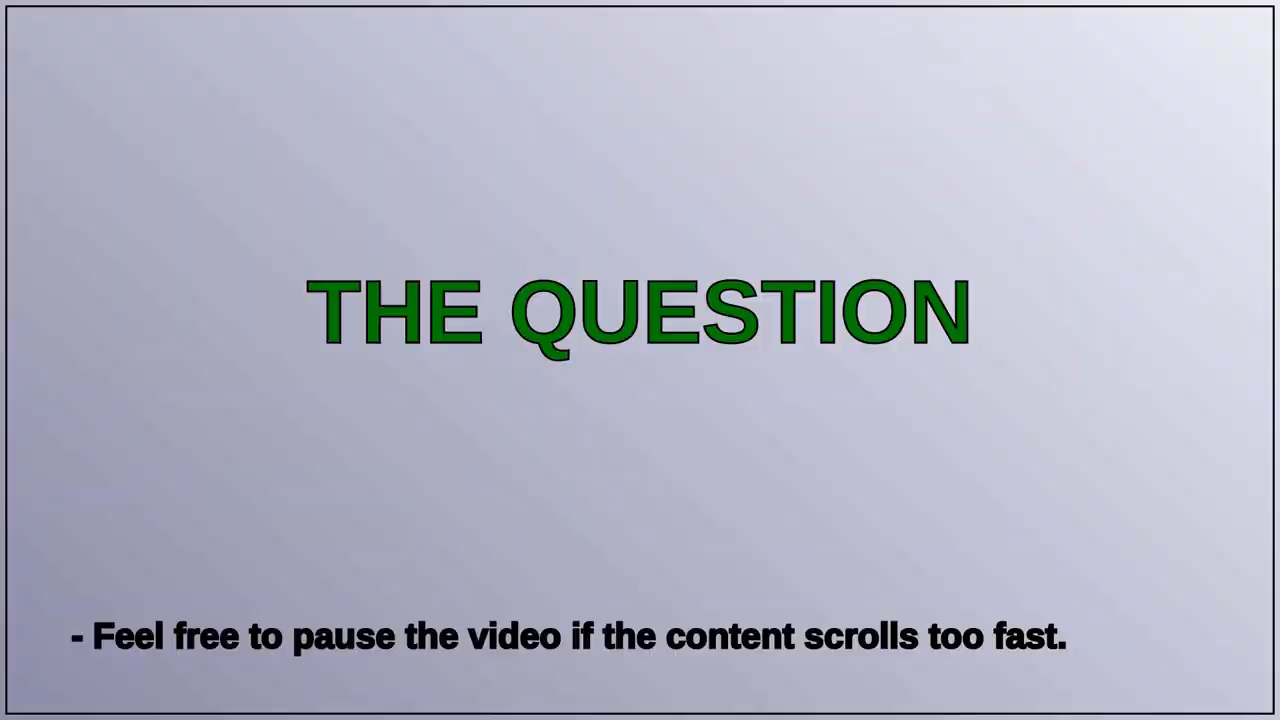 THE QUESTION
- Feel free to pause the video if the content scrolls too fast.